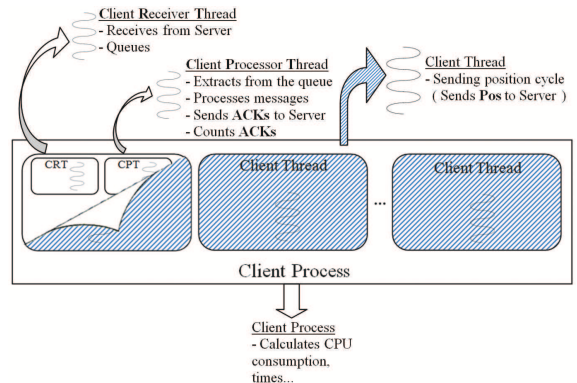 Client Receiver Thread
- Receives from Server
- Queues
Client Processor Thread
- Extracts from the queue
- Processes messages
- Sends ACKs to Server
- Counts ACKs
Client Thread
- Sending position cycle
( Sends Pos to Server )
CRT
CPT
Client Thread
...
Client Thread
Client Process
Client Process
- Calculates CPU
consumption,
times...